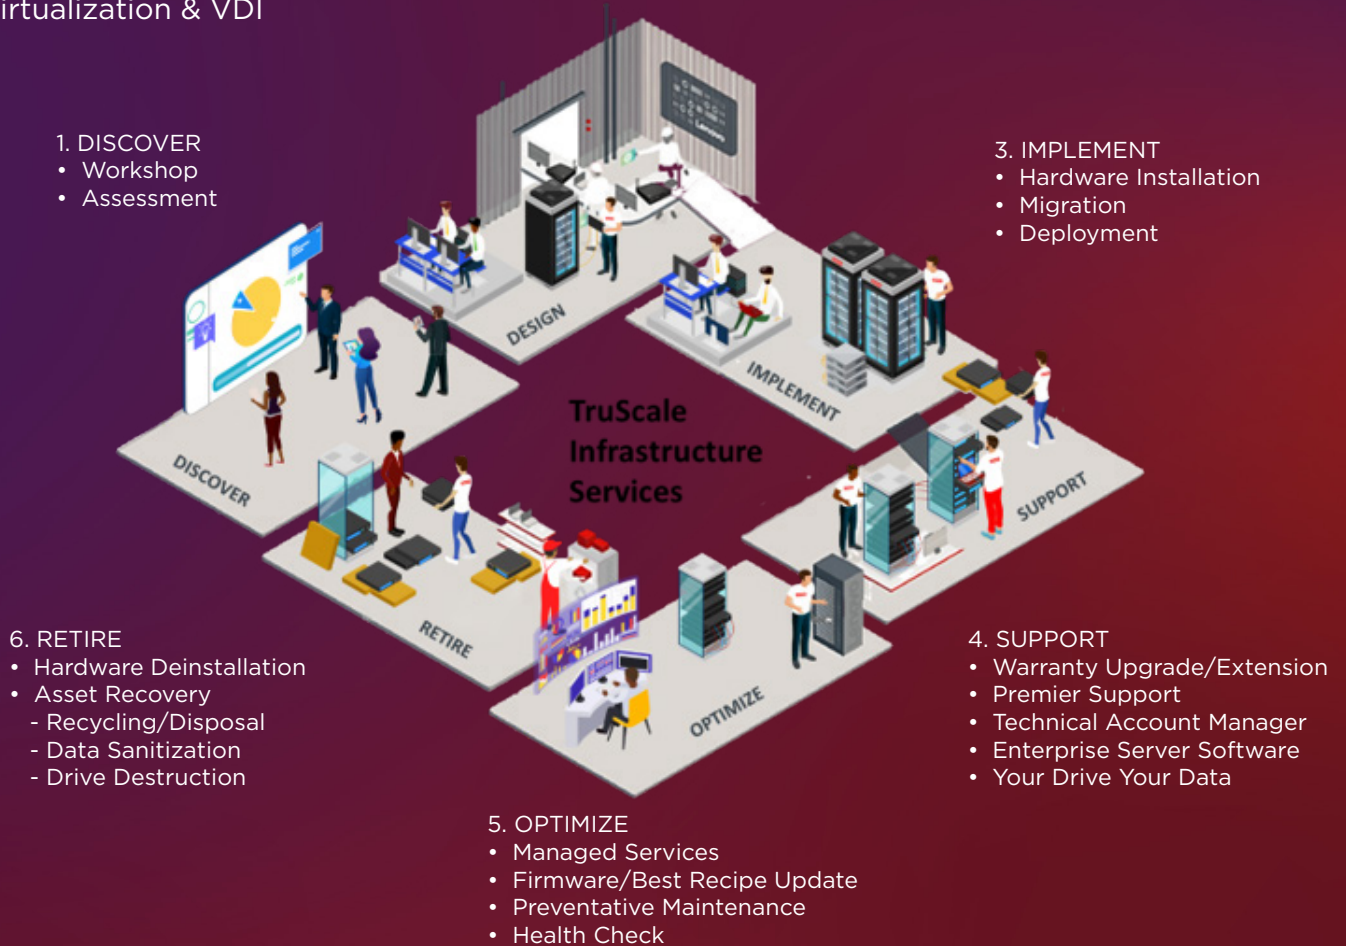 irtualization & VDI
1. DISCOVER
• Workshop
• Assessment
3. IMPLEMENT
• Hardware Installation
• Migration
• Deployment
Lenovo
DESIGN
IMPLEMENT
DISCOVER
TruScale
Infrastructure
Services
SUPPORT
RETIRE
OPTIMIZE
6. RETIRE
• Hardware Deinstallation
• Asset Recovery
- Recycling/Disposal
- Data Sanitization
- Drive Destruction
4. SUPPORT
• Warranty Upgrade/Extension
• Premier Support
• Technical Account Manager
• Enterprise Server Software
• Your Drive Your Data
5. OPTIMIZE
• Managed Services
• Firmware/Best Recipe Update
• Preventative Maintenance
• Health Check